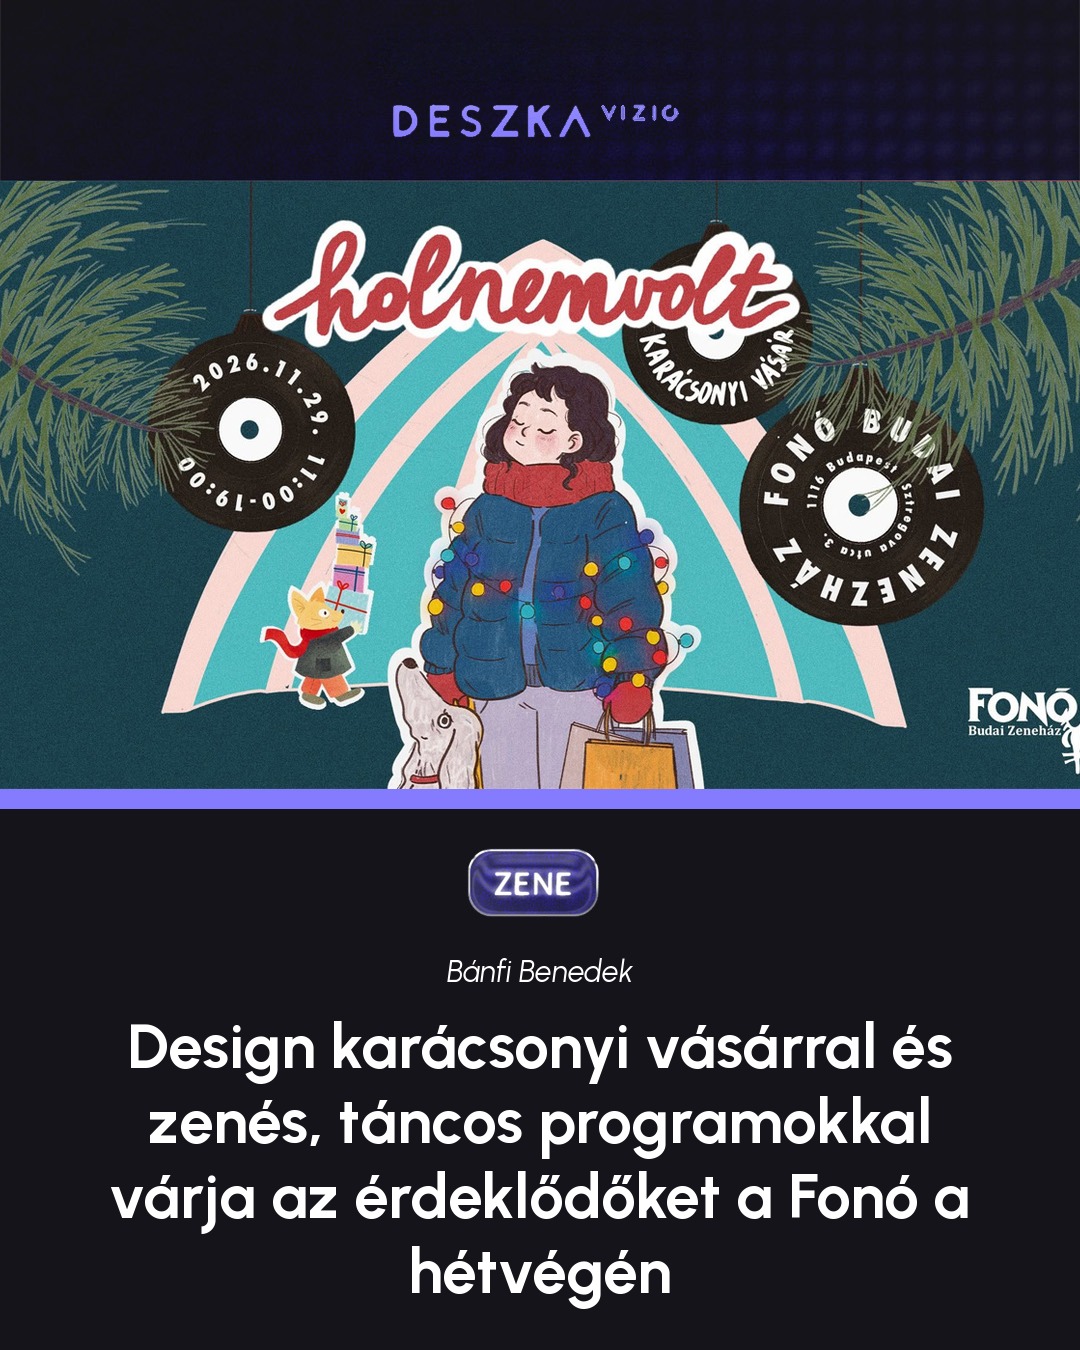 DESZKA VIZIO
holnemvolt
KARÁCSONYI VÁSÁR
2026.11.29. 11:00-19:00
FONÓ BUDAI ZENEZHÁZ
1116 Budapest Sztregova utca 3.
FONÓ
Budai Zeneház
ZENE
Bánfi Benedek
Design karácsonyi vásárral és
zenés, táncos programokkal
várja az érdeklődőket a Fonó a
hétvégén